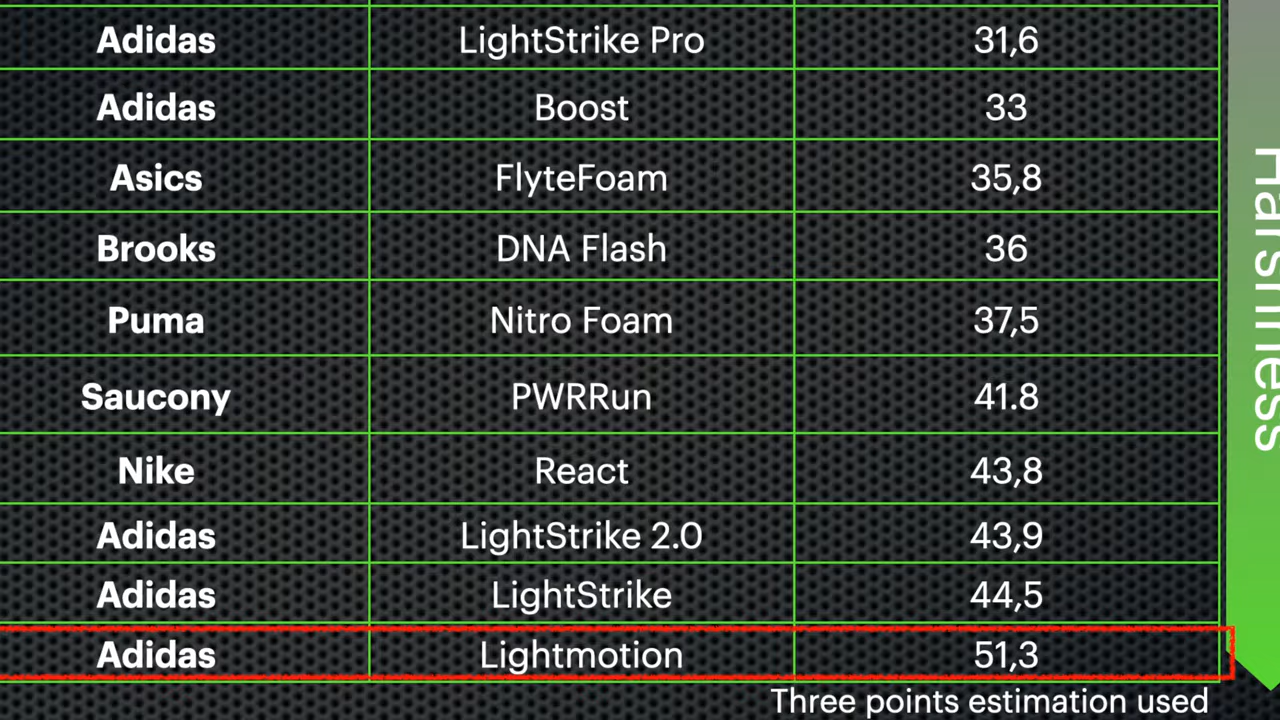 Adidas LightStrike Pro 31,6
Adidas Boost 33
Asics FlyteFoam 35,8
Brooks DNA Flash 36
Puma Nitro Foam 37,5
Saucony PWRRun 41.8
Nike React 43,8
Adidas LightStrike 2.0 43,9
Adidas LightStrike 44,5
Adidas Lightmotion 51,3
Three points estimation used
Harshness